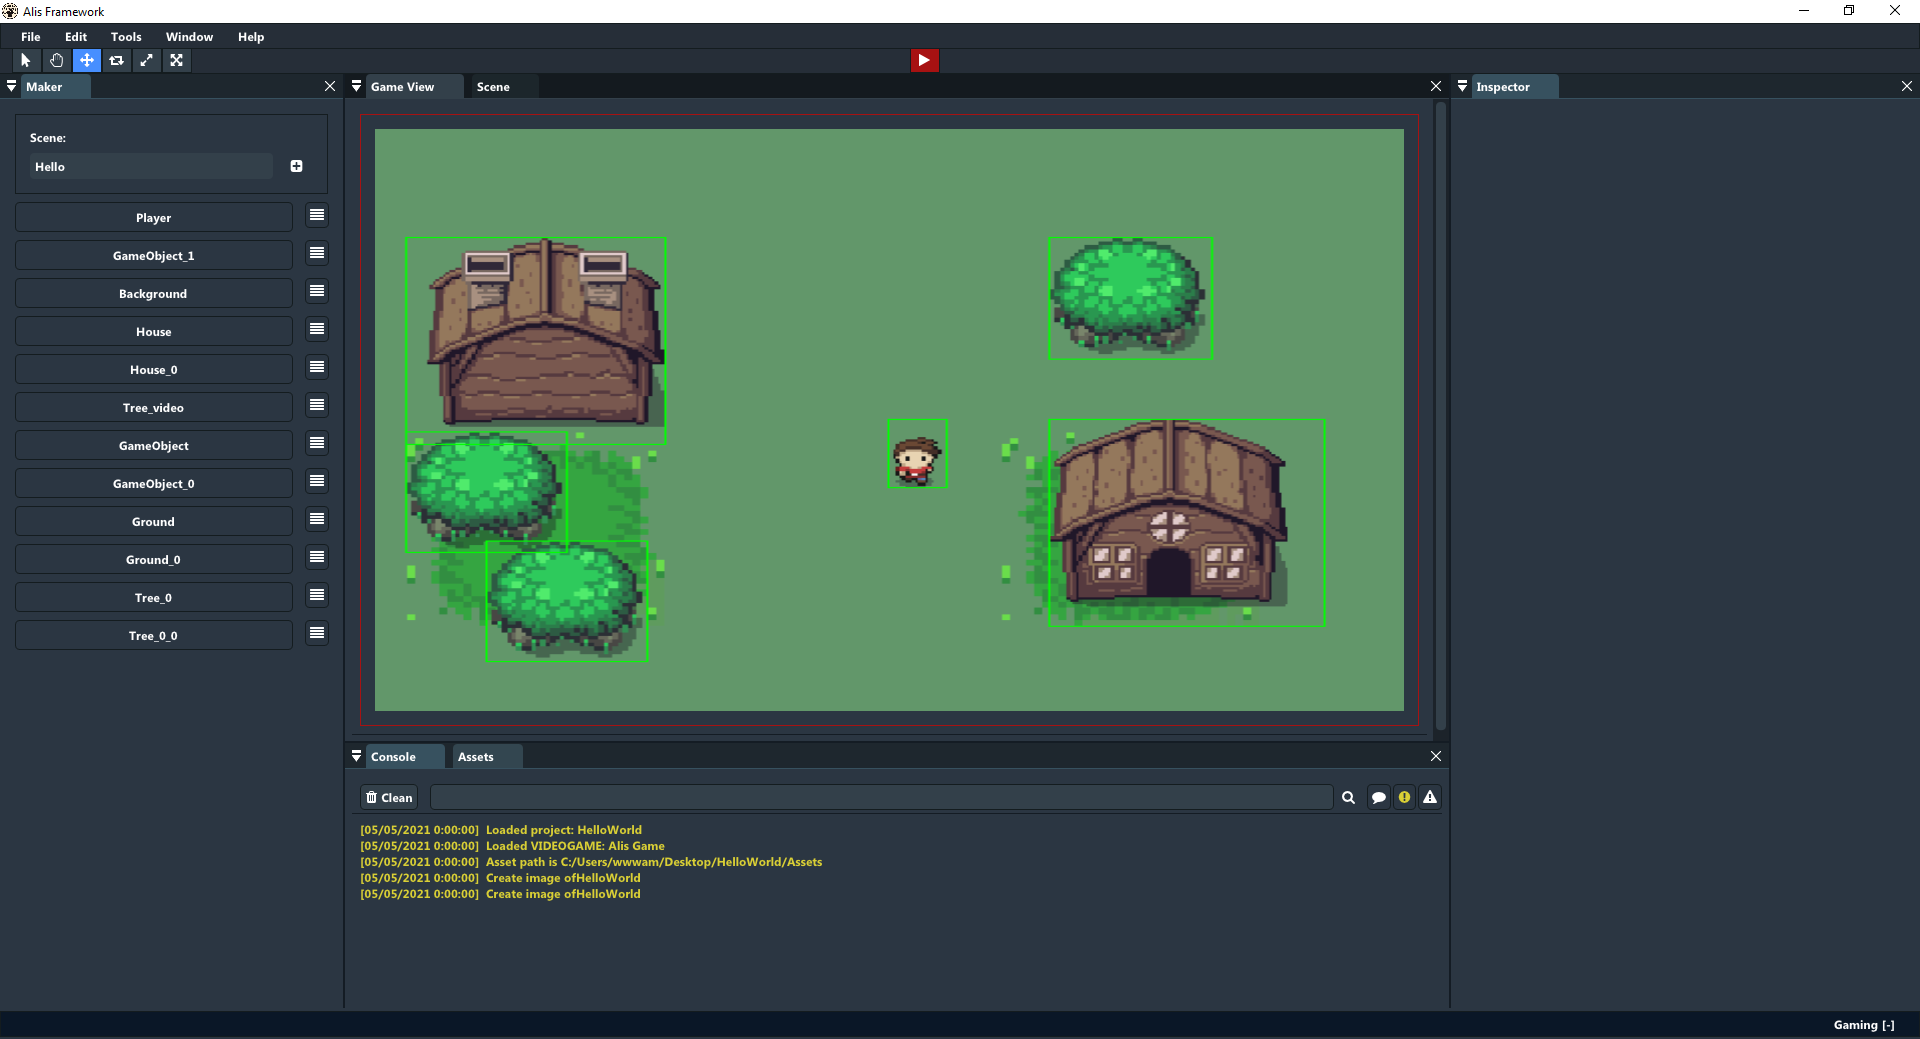 Alis Framework
File Edit Tools Window Help
Maker
Game View Scene
Inspector
Scene:
Hello
Player
GameObject_1
Background
House
House_0
Tree_video
GameObject
GameObject_0
Ground
Ground_0
Tree_0
Tree_0_0
Console Assets
Clean
[05/05/2021 0:00:00] Loaded project: HelloWorld
[05/05/2021 0:00:00] Loaded VIDEOGAME: Alis Game
[05/05/2021 0:00:00] Asset path is C:/Users/wwwam/Desktop/HelloWorld/Assets
[05/05/2021 0:00:00] Create image ofHelloWorld
[05/05/2021 0:00:00] Create image ofHelloWorld
Gaming [-]